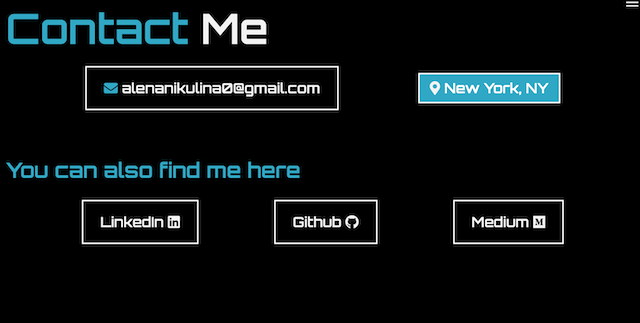 Contact Me
alenanikulina0@gmail.com
New York, NY
You can also find me here
LinkedIn
Github
Medium